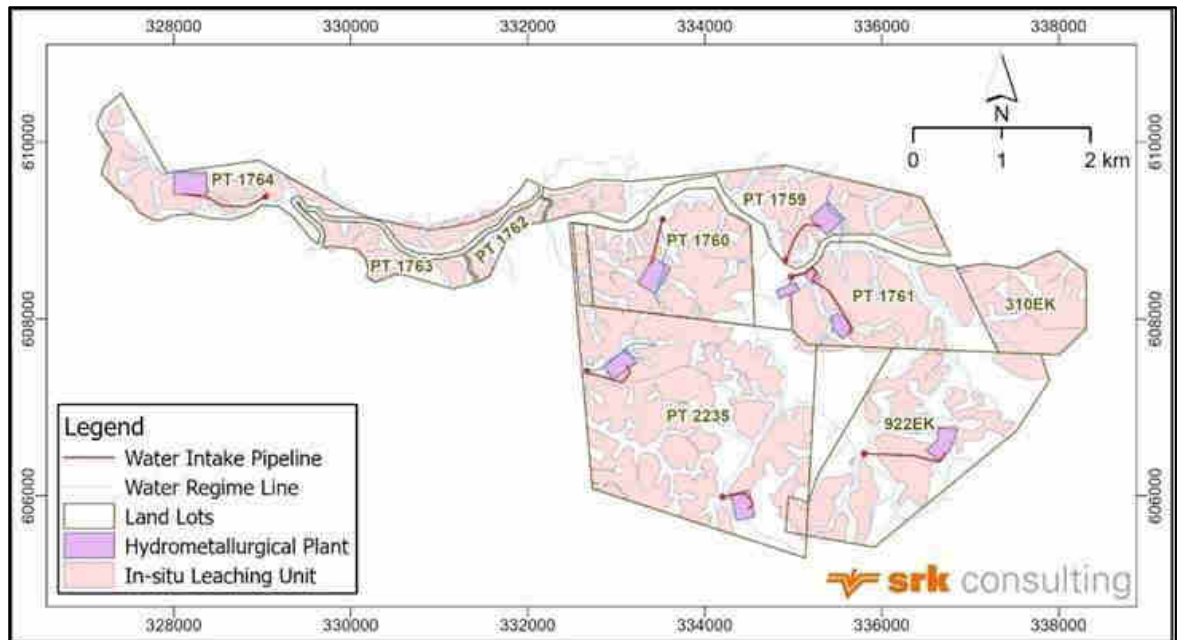 328000 330000 332000 334000 336000 338000
N
0 1 2 km
610000 610000
608000 608000
606000 606000
PT 1764
PT 1759
PT 1762
PT 1760
PT 1763
PT 1761
310EK
PT 2235
922EK
Legend
Water Intake Pipeline
Water Regime Line
Land Lots
Hydrometallurgical Plant
In-situ Leaching Unit
srk consulting
328000 330000 332000 334000 336000 338000